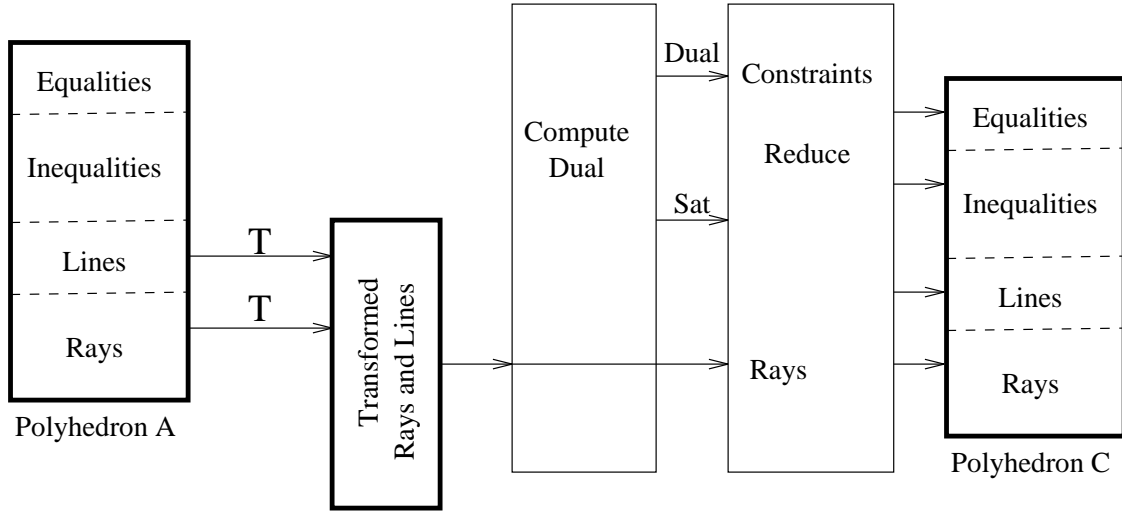 Equalities
Inequalities
Lines
Rays
Polyhedron A
T
T
Transformed
Rays and Lines
Compute
Dual
Dual
Sat
Constraints
Reduce
Rays
Equalities
Inequalities
Lines
Rays
Polyhedron C